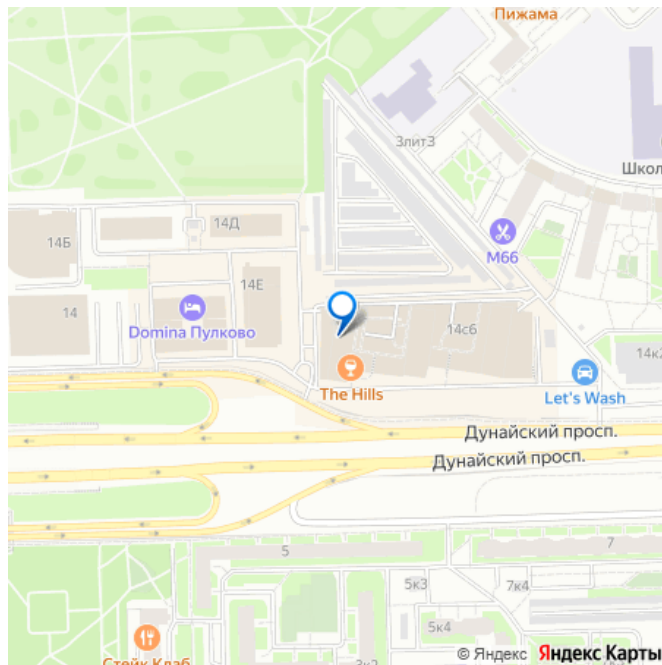 Пижама
3литЗ
Школ
14Д
14Б
М66
14Е
14
Domina Пулково
14с6
14к2
The Hills
Let's Wash
Дунайский просп.
Дунайский просп.
5
7
5к3
7к4
5к4
Стейк Клаб
3к2
© Яндекс Яндекс Карты